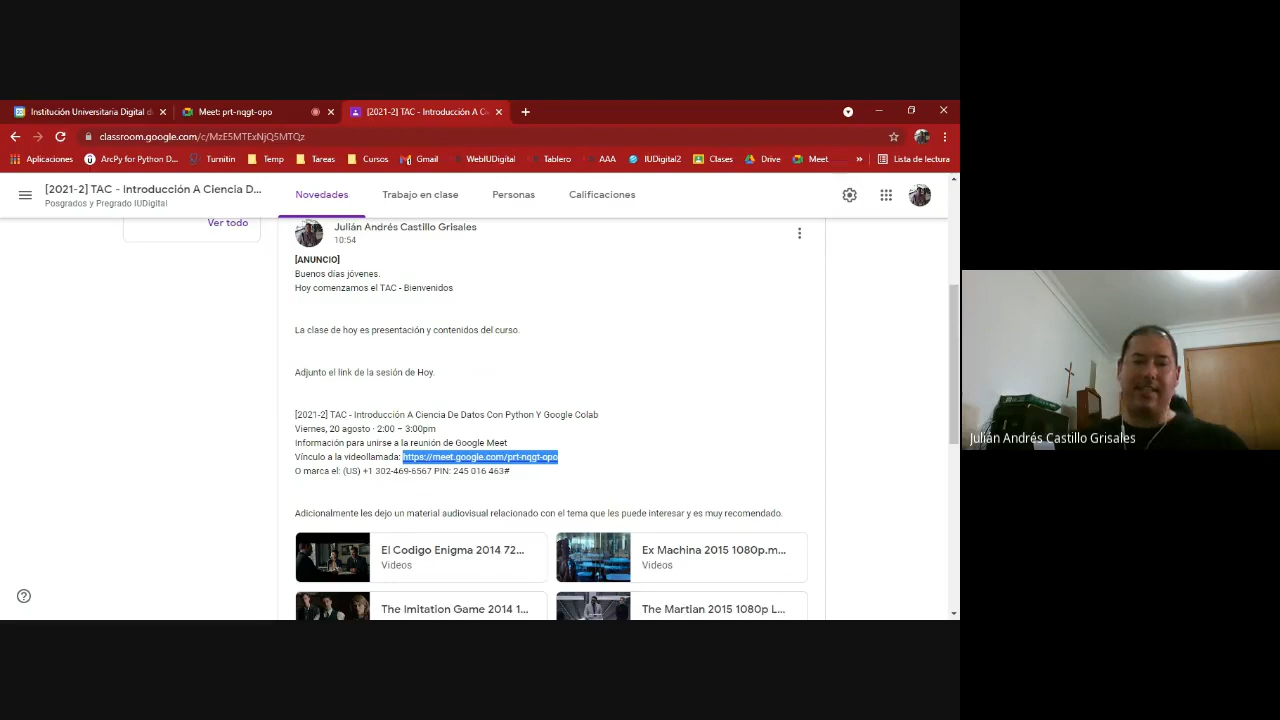 Institución Universitaria Digital d
Meet: prt-nqgt-opo
[2021-2] TAC - Introducción A C
classroom.google.com/c/MzE5MTExNjQ5MTQz
Aplicaciones
ArcPy for Python D...
Turnitin
Temp
Tareas
Cursos
Gmail
WebIUDigital
Tablero
AAA
IUDigital2
Clases
Drive
Meet
»
Lista de lectura
[2021-2] TAC - Introducción A Ciencia D...
Posgrados y Pregrado IUDigital
Novedades
Trabajo en clase
Personas
Calificaciones
Ver todo
Julián Andrés Castillo Grisales
10:54
[ANUNCIO]
Buenos días jóvenes.
Hoy comenzamos el TAC - Bienvenidos
La clase de hoy es presentación y contenidos del curso.
Adjunto el link de la sesión de Hoy.
[2021-2] TAC - Introducción A Ciencia De Datos Con Python Y Google Colab
Viernes, 20 agosto · 2:00 – 3:00pm
Información para unirse a la reunión de Google Meet
Vínculo a la videollamada: https://meet.google.com/prt-nqgt-opo
O marca el: (US) +1 302-469-6567 PIN: 245 016 463#
Adicionalmente les dejo un material audiovisual relacionado con el tema que les puede interesar y es muy recomendado.
El Codigo Enigma 2014 72...
Videos
Ex Machina 2015 1080p.m...
Videos
The Imitation Game 2014 1...
The Martian 2015 1080p L...
Julián Andrés Castillo Grisales